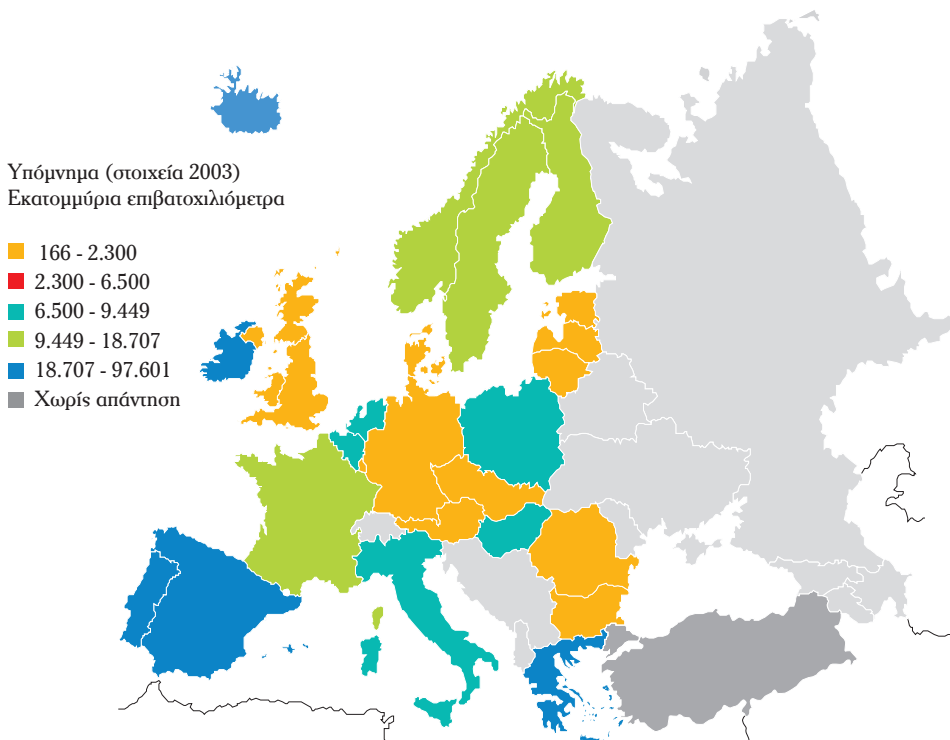 Υπόμνημα (στοιχεία 2003)
Εκατομμύρια επιβατοχιλιόμετρα
166 - 2.300
2.300 - 6.500
6.500 - 9.449
9.449 - 18.707
18.707 - 97.601
Χωρίς απάντηση